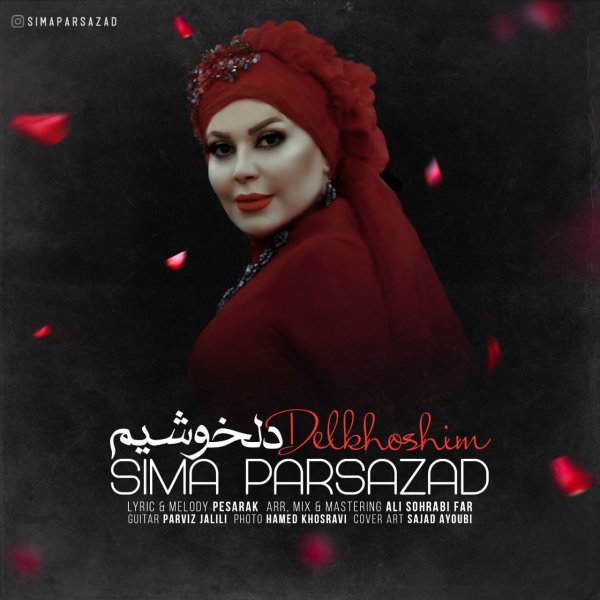 SIMAPARSAZAD
دلخوشیم Delkhoshim
SIMA PARSAZAD
LYRIC & MELODY PESARAK ARR, MIX & MASTERING ALI SOHRABI FAR
GUITAR PARVIZ JALILI PHOTO HAMED KHOSRAVI COVER ART SAJAD AYOUBI